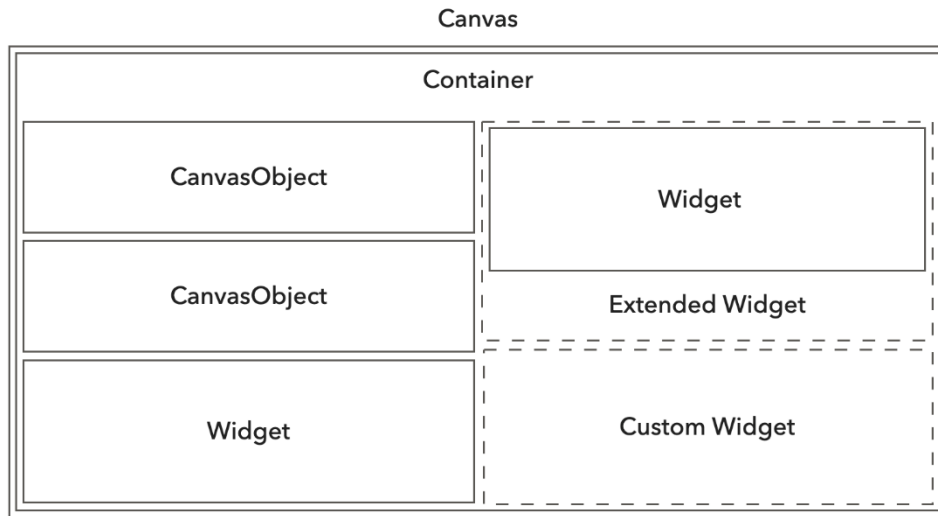 Canvas
Container
CanvasObject
CanvasObject
Widget
Widget
Extended Widget
Custom Widget